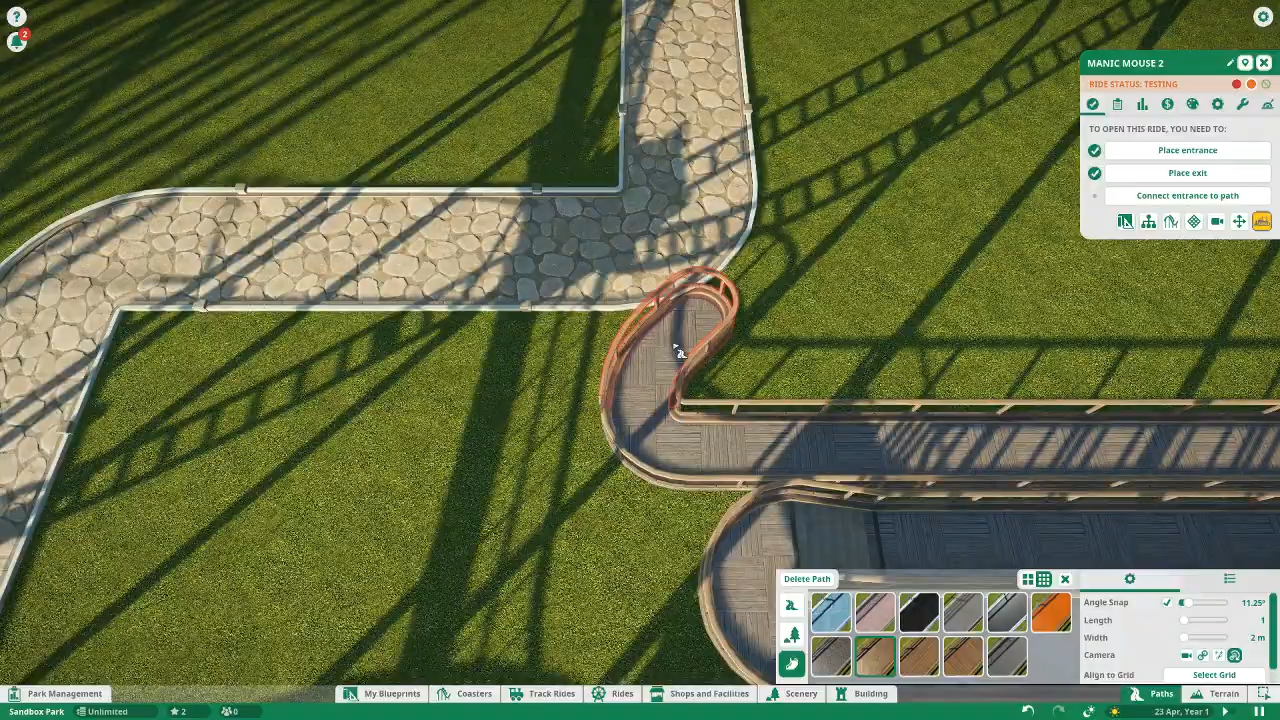 ?
2
MANIC MOUSE 2
RIDE STATUS: TESTING
TO OPEN THIS RIDE, YOU NEED TO:
Place entrance
Place exit
Connect entrance to path
Delete Path
Angle Snap 11.25°
Length 1
Width 2 m
Camera
Align to Grid Select Grid
Park Management My Blueprints Coasters Track Rides Rides Shops and Facilities Scenery Building Paths Terrain
Sandbox Park Unlimited 2 0 23 Apr, Year 1